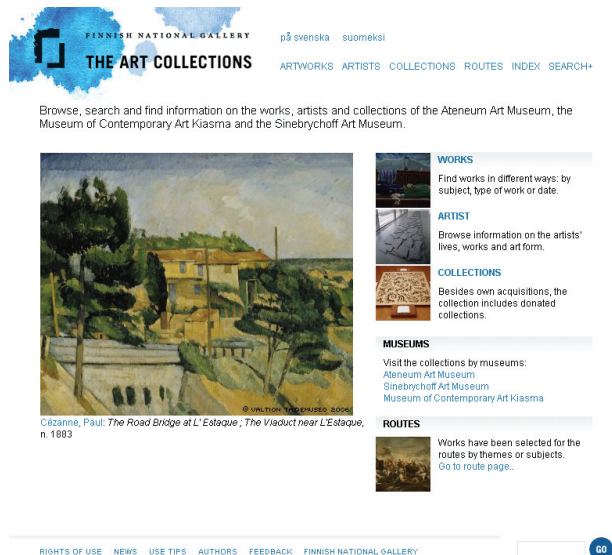 FINNISH NATIONAL GALLERY
THE ART COLLECTIONS
på svenska suomeksi
ARTWORKS ARTISTS COLLECTIONS ROUTES INDEX SEARCH+
Browse, search and find information on the works, artists and collections of the Ateneum Art Museum, the
Museum of Contemporary Art Kiasma and the Sinebrychoff Art Museum.
© VALTION TAIDEMUSEO 2006
Cézanne, Paul: The Road Bridge at L' Estaque ; The Viaduct near L'Estaque,
n. 1883
WORKS
Find works in different ways: by
subject, type of work or date.
ARTIST
Browse information on the artists'
lives, works and art form.
COLLECTIONS
Besides own acquisitions, the
collection includes donated
collections.
MUSEUMS
Visit the collections by museums:
Ateneum Art Museum
Sinebrychoff Art Museum
Museum of Contemporary Art Kiasma
ROUTES
Works have been selected for the
routes by themes or subjects.
Go to route page..
RIGHTS OF USE NEWS USE TIPS AUTHORS FEEDBACK FINNISH NATIONAL GALLERY
GO